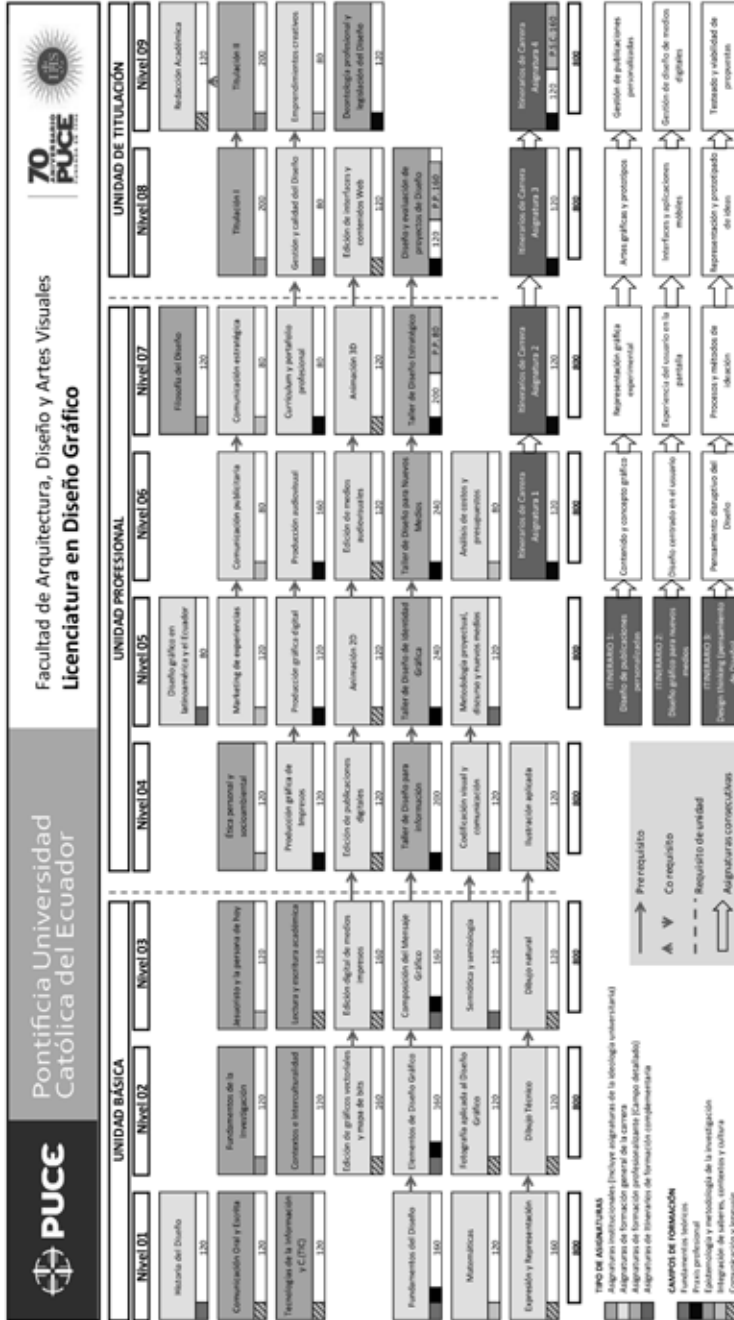 PUCE
Pontificia Universidad
Católica del Ecuador
Facultad de Arquitectura, Diseño y Artes Visuales
Licenciatura en Diseño Gráfico
70
ANIVERSARIO
PUCE
UNIDAD BÁSICA
UNIDAD PROFESIONAL
UNIDAD DE TITULACIÓN
Nivel 01
Nivel 02
Nivel 03
Nivel 04
Nivel 05
Nivel 06
Nivel 07
Nivel 08
Nivel 09
Historia del Diseño
120
Diseño gráfico en
latinoamérica y el Ecuador
80
Filosofía del Diseño
120
Redacción Académica
120
Comunicación Oral y Escrita
120
Fundamentos de la
Investigación
120
Jesucristo y la persona de hoy
120
Ética personal y
socioambiental
120
Marketing de experiencias
120
Comunicación publicitaria
80
Comunicación estratégica
80
Titulación I
200
Titulación II
200
Tecnologías de la Información
y C.(TIC)
120
Contextos e Interculturalidad
120
Lectura y escritura académica
120
Producción gráfica de
Impresos
120
Producción gráfica digital
120
Producción audiovisual
160
Curriculum y portafolio
profesional
80
Gestión y calidad del Diseño
80
Emprendimientos creativos
80
Edición de gráficos vectoriales
y mapa de bits
160
Edición digital de medios
impresos
160
Edición de publicaciones
digitales
120
Animación 2D
120
Edición de medios
audiovisuales
120
Animación 3D
120
Edición de interfaces y
contenidos Web
120
Deontología profesional y
legislación del Diseño
120
Fundamentos del Diseño
160
Elementos de Diseño Gráfico
160
Composición del Mensaje
Gráfico
160
Taller de Diseño para
información
200
Taller de Diseño de Identidad
Gráfica
240
Taller de Diseño para Nuevos
Medios
240
Taller de Diseño Estratégico
200 P.P. 80
Diseño y evaluación de
proyectos de Diseño
120 P.P. 160
Matemáticas
120
Fotografía aplicada al Diseño
Gráfico
120
Semiótica y semiología
120
Codificación visual y
comunicación
120
Metodología proyectual,
discurso y nuevos medios
120
Análisis de costos y
presupuestos
80
Expresión y Representación
160
Dibujo Técnico
120
Dibujo natural
120
Ilustración aplicada
120
Itinerarios de Carrera
Asignatura 1
120
Itinerarios de Carrera
Asignatura 2
120
Itinerarios de Carrera
Asignatura 3
120
Itinerarios de Carrera
Asignatura 4
120 P.S.C. 160
800
800
800
800
800
800
800
800
800
TIPO DE ASIGNATURAS
Asignaturas institucionales (Incluye asignaturas de la ideología universitaria)
Asignaturas de formación general de la carrera
Asignaturas de formación profesionalizante (Campo detallado)
Asignaturas de Itinerarios de formación complementaria
CAMPOS DE FORMACIÓN
Fundamentos teóricos
Praxis profesional
Epistemología y metodología de la investigación
Integración de saberes, contextos y cultura
Comunicación y lenguajes
Pre requisito
Co requisito
Requisito de unidad
Asignaturas consecutivas
ITINERARIO 1:
Diseño de publicaciones
personalizadas
Contenido y concepto gráfico
Representación gráfica
experimental
Artes gráficas y prototipos
Gestión de publicaciones
personalizadas
ITINERARIO 2:
Diseño gráfico para nuevos
medios
Diseño centrado en el usuario
Experiencia del usuario en la
pantalla
Interfaces y aplicaciones
móbiles
Gestión de diseño de medios
digitales
ITINERARIO 3:
Design thinking (pensamiento
Pensamiento disruptivo del
Diseño
Procesos y métodos de
ideación
Representación y prototipado
de ideas
Testeado y viabilidad de
propuestas